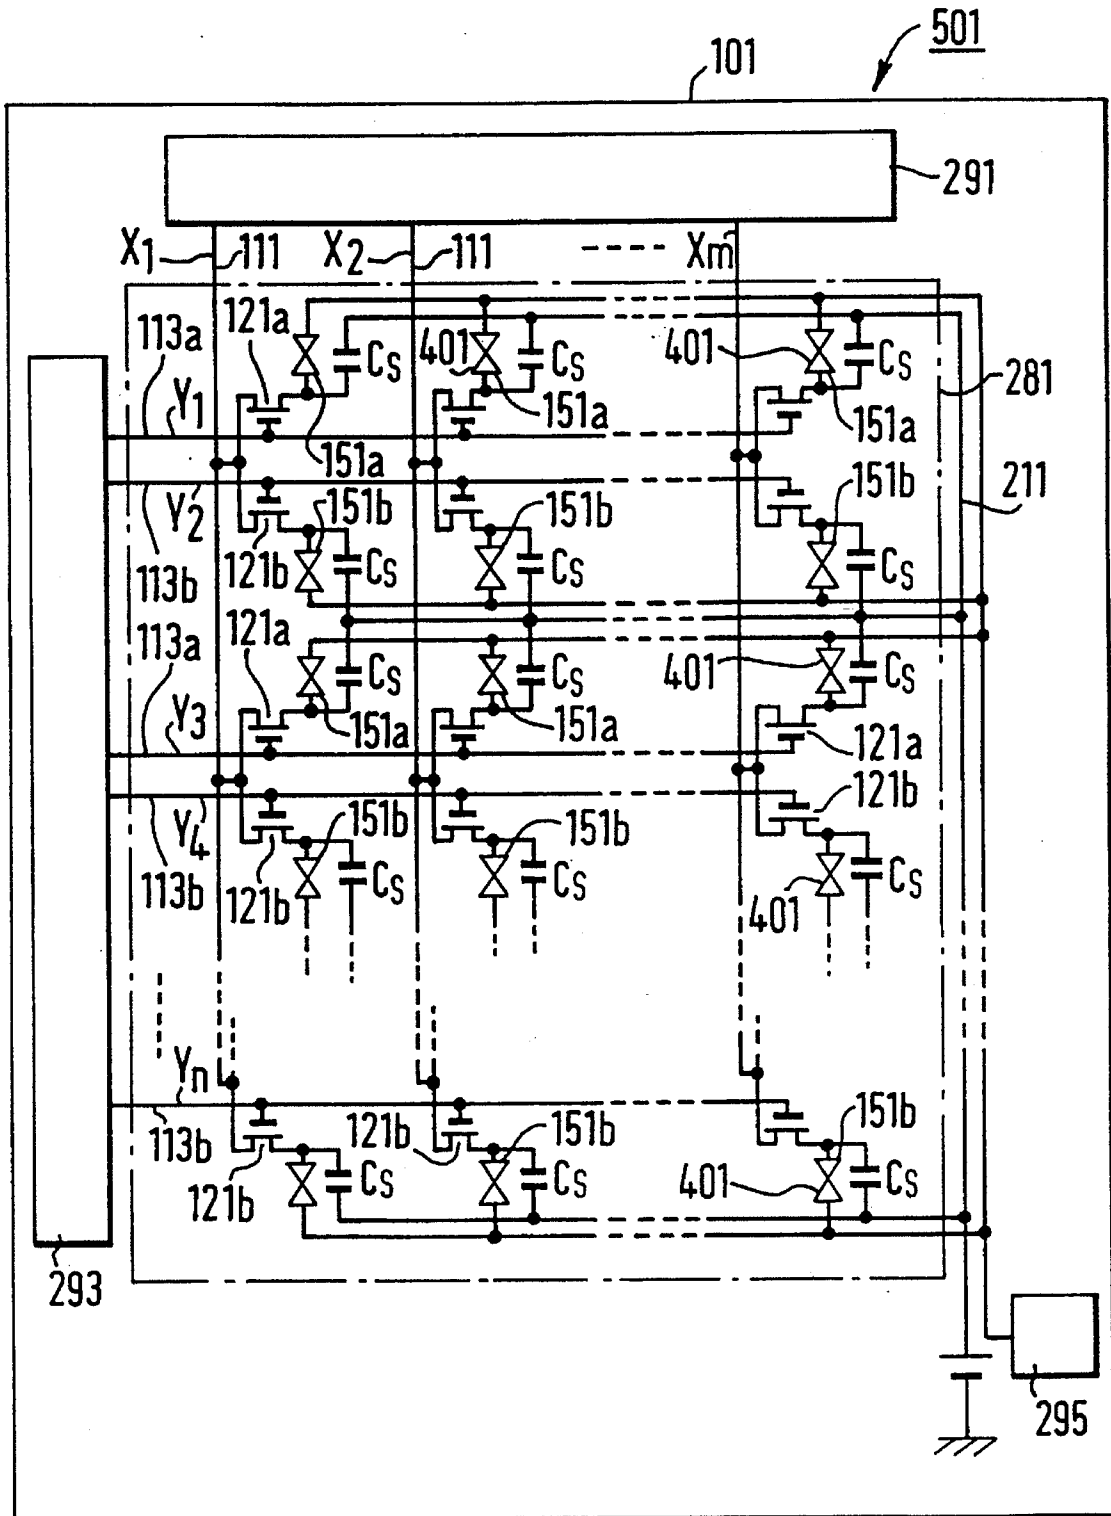 501
101
291
X1 111 X2 111 Xm
121a
113a 401 Cs 401 Cs
Cs
281
Y1 151a
151a 151a
151b 211
Y2 151b 151b
121b Cs Cs Cs
113b
121a
113a Cs Cs 401 Cs
Y3 151a 151a 121a
121b
Y4 151b 151b
113b 121b Cs Cs 401 Cs
Yn
113b 121b 151b 151b
121b Cs Cs 401 Cs
293
295